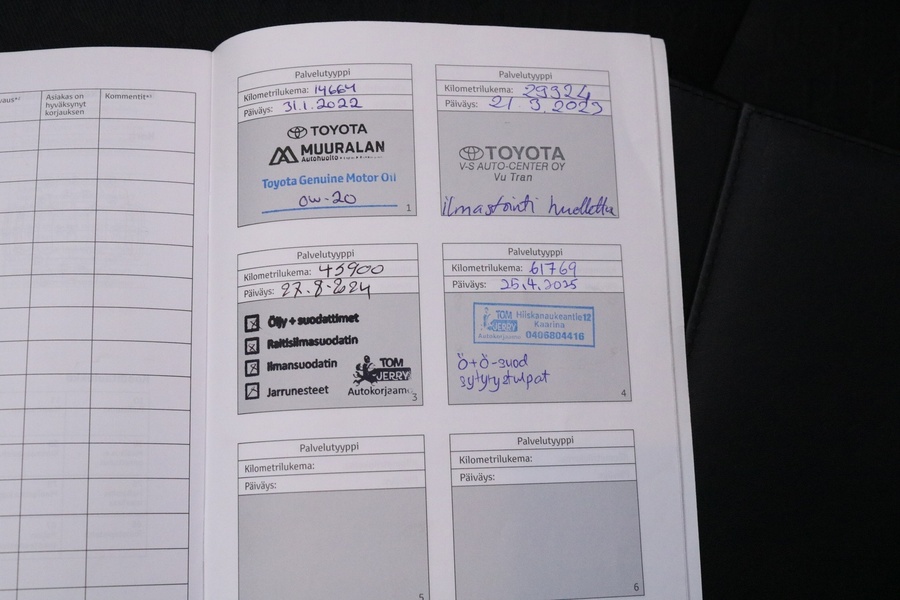 Asiakas on
hyväksynyt
korjauksen
Kommentit
Palvelutyyppi
Kilometrilukema: 14664
Päiväys: 31.1.2022
TOYOTA
MUURALAN
Autohuolto
Toyota Genuine Motor Oil
0W-20
1
Palvelutyyppi
Kilometrilukema: 29324
Päiväys: 21.3.2023
TOYOTA
V-S AUTO-CENTER OY
Vu Tran
ilmastointi huollettu
Palvelutyyppi
Kilometrilukema: 45900
Päiväys: 27.8.2024
Öljy + suodattimet
Raitisilmasuodatin
Ilmansuodatin
Jarrunesteet
TOM
JERRY
Autokorjaamo
3
Palvelutyyppi
Kilometrilukema: 61769
Päiväys: 25.4.2025
TOM
JERRY
Autokorjaamo
Hiiskanaukeantie 12
Kaarina
0406804416
Ö+Ö-suod
sytytystulpat
4
Palvelutyyppi
Kilometrilukema:
Päiväys:
5
Palvelutyyppi
Kilometrilukema:
Päiväys:
6